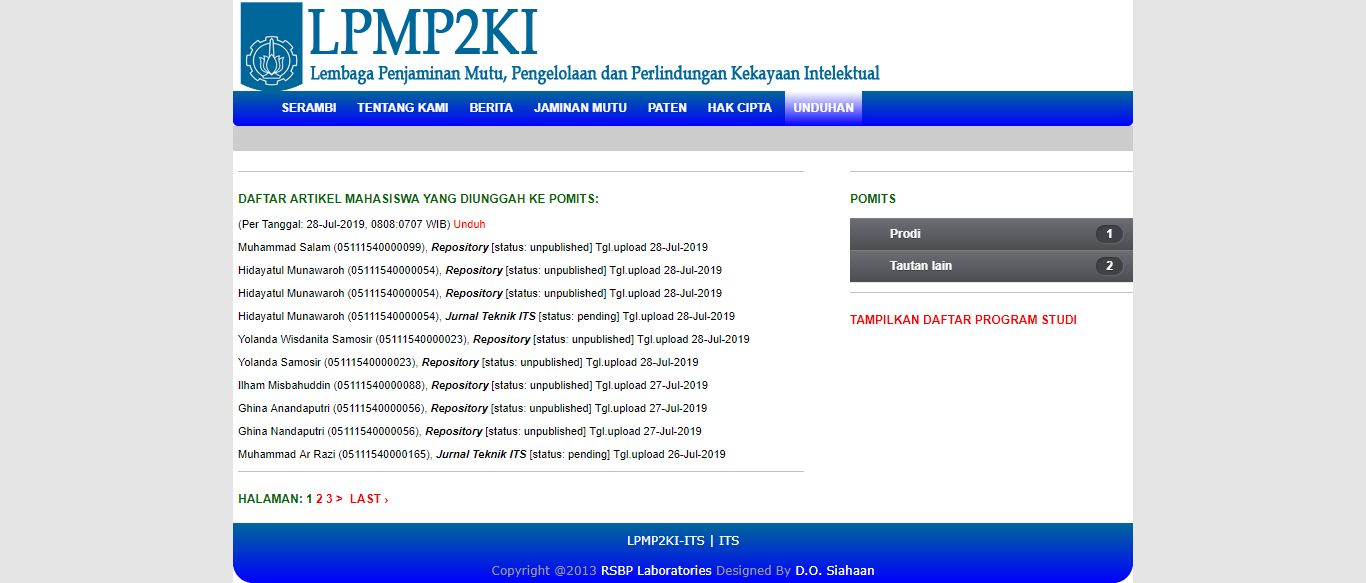 LPMP2KI
Lembaga Penjaminan Mutu, Pengelolaan dan Perlindungan Kekayaan Intelektual
SERAMBI TENTANG KAMI BERITA JAMINAN MUTU PATEN HAK CIPTA UNDUHAN
DAFTAR ARTIKEL MAHASISWA YANG DIUNGGAH KE POMITS:
(Per Tanggal: 28-Jul-2019, 0808:0707 WIB) Unduh
Muhammad Salam (05111540000099), Repository [status: unpublished] Tgl.upload 28-Jul-2019
Hidayatul Munawaroh (05111540000054), Repository [status: unpublished] Tgl.upload 28-Jul-2019
Hidayatul Munawaroh (05111540000054), Repository [status: unpublished] Tgl.upload 28-Jul-2019
Hidayatul Munawaroh (05111540000054), Jurnal Teknik ITS [status: pending] Tgl.upload 28-Jul-2019
Yolanda Wisdanita Samosir (05111540000023), Repository [status: unpublished] Tgl.upload 28-Jul-2019
Yolanda Samosir (05111540000023), Repository [status: unpublished] Tgl.upload 28-Jul-2019
Ilham Misbahuddin (05111540000088), Repository [status: unpublished] Tgl.upload 27-Jul-2019
Ghina Anandaputri (05111540000056), Repository [status: unpublished] Tgl.upload 27-Jul-2019
Ghina Nandaputri (05111540000056), Repository [status: unpublished] Tgl.upload 27-Jul-2019
Muhammad Ar Razi (05111540000165), Jurnal Teknik ITS [status: pending] Tgl.upload 26-Jul-2019
HALAMAN: 1 2 3 > LAST ›
POMITS
Prodi 1
Tautan lain 2
TAMPILKAN DAFTAR PROGRAM STUDI
LPMP2KI-ITS | ITS
Copyright @2013 RSBP Laboratories Designed By D.O. Siahaan